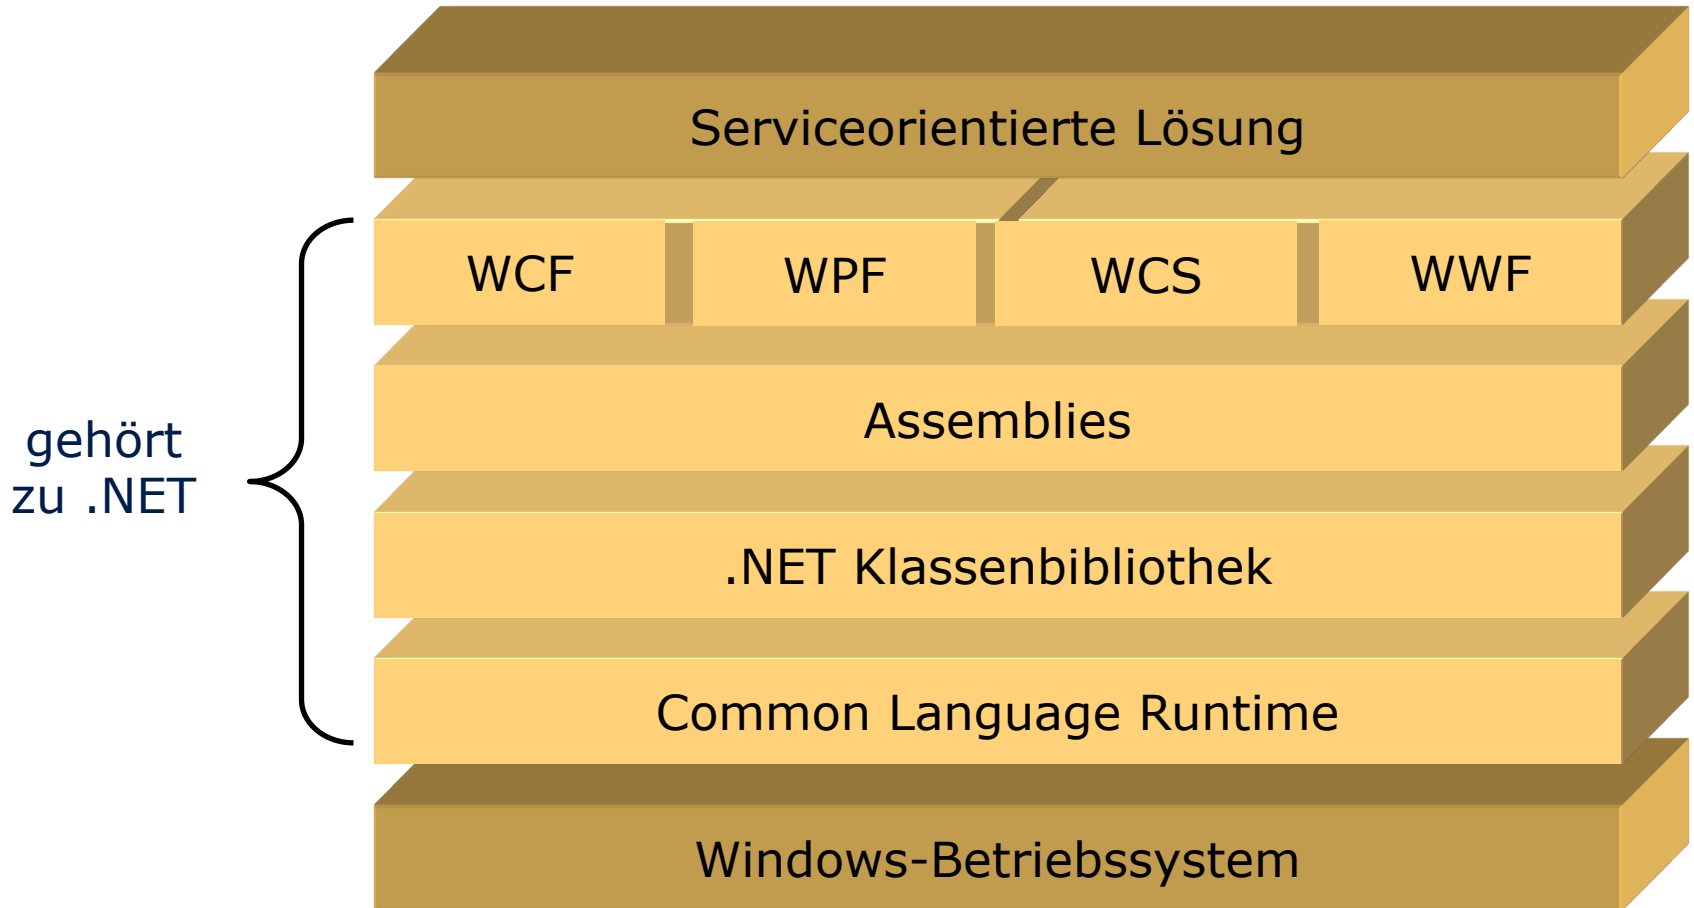 Serviceorientierte Lösung
WCF
WPF
WCS
WWF
Assemblies
gehört
zu .NET
.NET Klassenbibliothek
Common Language Runtime
Windows-Betriebssystem